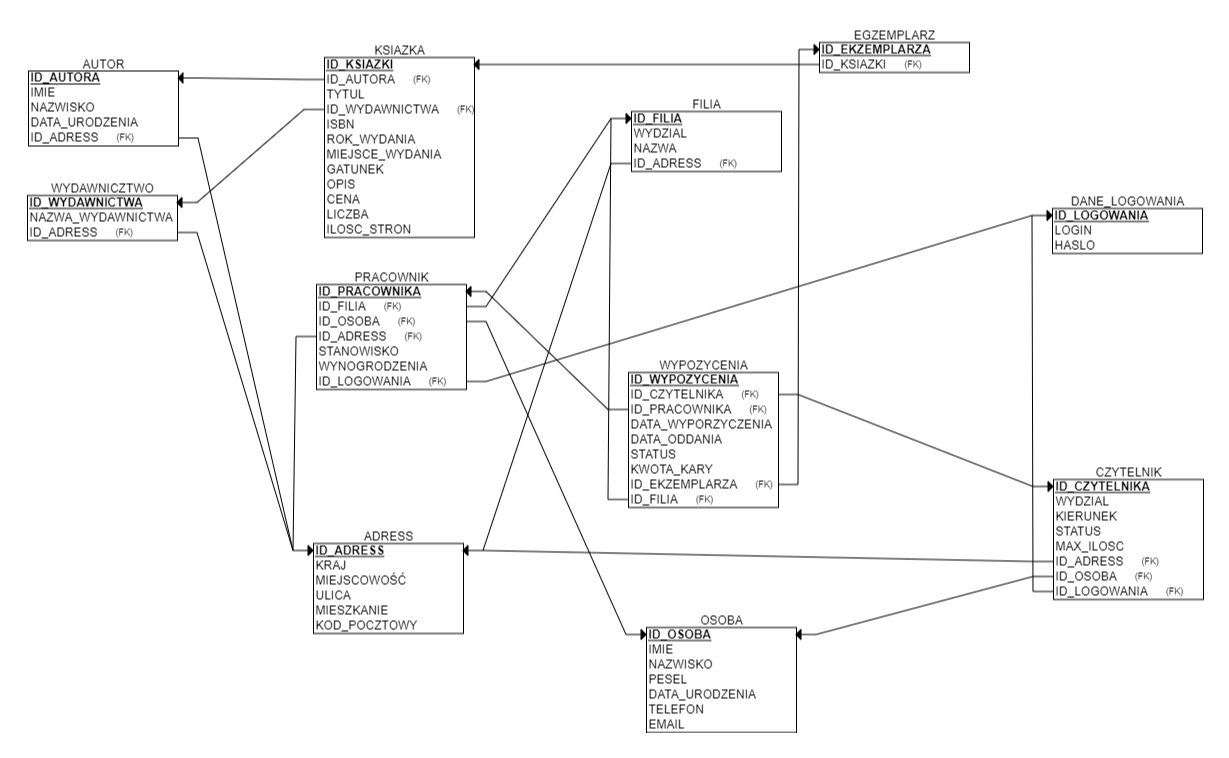 AUTOR
ID_AUTORA
IMIE
NAZWISKO
DATA_URODZENIA
ID_ADRESS (FK)
WYDAWNICZTWO
ID_WYDAWNICTWA
NAZWA_WYDAWNICTWA
ID_ADRESS (FK)
KSIAZKA
ID_KSIAZKI
ID_AUTORA (FK)
TYTUL
ID_WYDAWNICTWA (FK)
ISBN
ROK_WYDANIA
MIEJSCE_WYDANIA
GATUNEK
OPIS
CENA
LICZBA
ILOSC_STRON
EGZEMPLARZ
ID_EKZEMPLARZA
ID_KSIAZKI (FK)
FILIA
ID_FILIA
WYDZIAL
NAZWA
ID_ADRESS (FK)
DANE_LOGOWANIA
ID_LOGOWANIA
LOGIN
HASLO
PRACOWNIK
ID_PRACOWNIKA
ID_FILIA (FK)
ID_OSOBA (FK)
ID_ADRESS (FK)
STANOWISKO
WYNOGRODZENIA
ID_LOGOWANIA (FK)
WYPOZYCENIA
ID_WYPOZYCENIA
ID_CZYTELNIKA (FK)
ID_PRACOWNIKA (FK)
DATA_WYPORZYCZENIA
DATA_ODDANIA
STATUS
KWOTA_KARY
ID_EKZEMPLARZA (FK)
ID_FILIA (FK)
CZYTELNIK
ID_CZYTELNIKA
WYDZIAL
KIERUNEK
STATUS
MAX_ILOSC
ID_ADRESS (FK)
ID_OSOBA (FK)
ID_LOGOWANIA (FK)
ADRESS
ID_ADRESS
KRAJ
MIEJSCOWOŚĆ
ULICA
MIESZKANIE
KOD_POCZTOWY
OSOBA
ID_OSOBA
IMIE
NAZWISKO
PESEL
DATA_URODZENIA
TELEFON
EMAIL